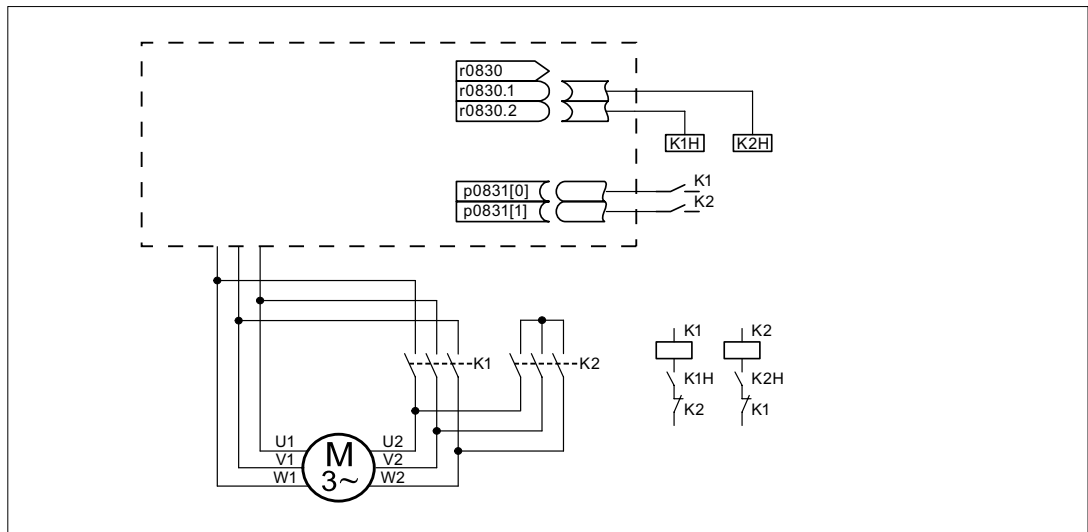 r0830
r0830.1
r0830.2
K1H K2H
p0831[0] K1
p0831[1] K2
K1 K2 K1 K2
K1H K2H
K2 K1
U1 M U2
V1 3~ V2
W1 W2